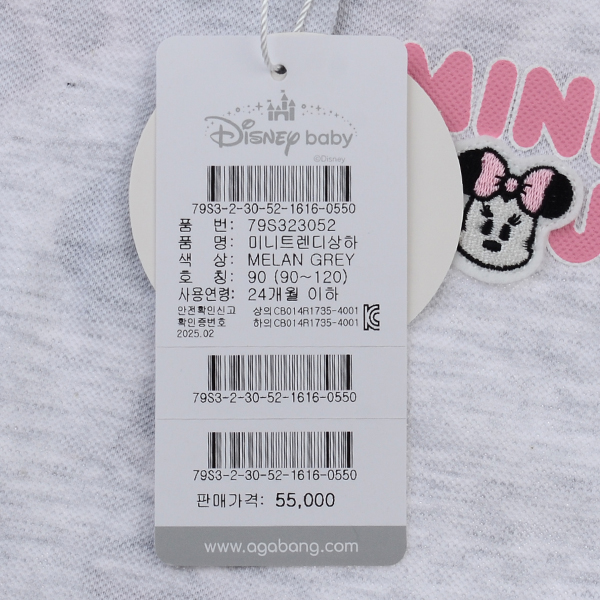 MINN
U
Disney baby
©Disney
79S3-2-30-52-1616-0550
품 번: 79S323052
품 명: 미니트렌디상하
색 상: MELAN GREY
호 칭: 90 (90~120)
사용연령: 24개월 이하
안전확인신고 상의CB014R1735-4001
확인증번호 하의CB014R1735-4001
2025.02
79S3-2-30-52-1616-0550
79S3-2-30-52-1616-0550
판매가격: 55,000
www.agabang.com